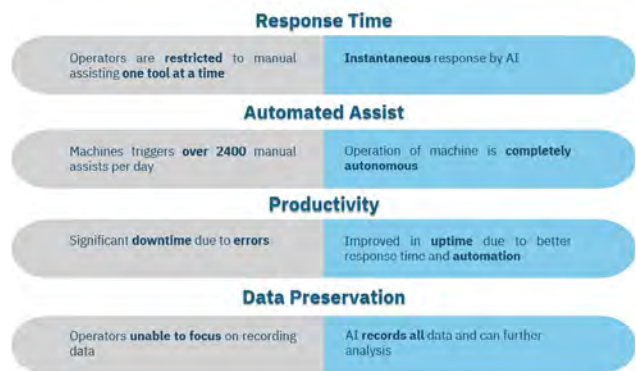 Response Time
Operators are restricted to manual
assisting one tool at a time
Instantaneous response by AI
Automated Assist
Machines triggers over 2400 manual
assists per day
Operation of machine is completely
autonomous
Productivity
Significant downtime due to errors
Improved in uptime due to better
response time and automation
Data Preservation
Operators unable to focus on recording
data
AI records all data and can further
analysis